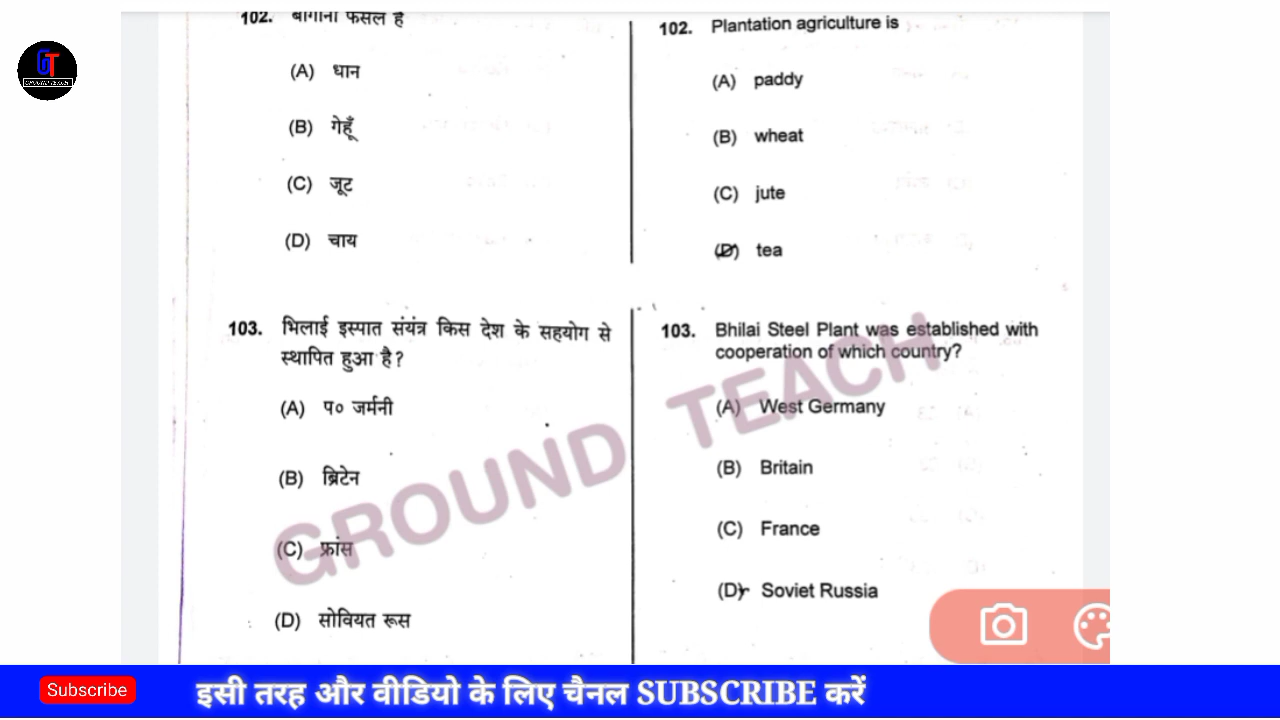 102. बागानी फसल है
(A) धान
(B) गेहूँ
(C) जूट
(D) चाय
103. भिलाई इस्पात संयंत्र किस देश के सहयोग से
स्थापित हुआ है?
(A) प० जर्मनी
(B) ब्रिटेन
(C) फ्रांस
(D) सोवियत रूस
102. Plantation agriculture is
(A) paddy
(B) wheat
(C) jute
(D) tea
103. Bhilai Steel Plant was established with
cooperation of which country?
(A) West Germany
(B) Britain
(C) France
(D) Soviet Russia
GROUND TEACH
GT
Subscribe
इसी तरह और वीडियो के लिए चैनल SUBSCRIBE करें